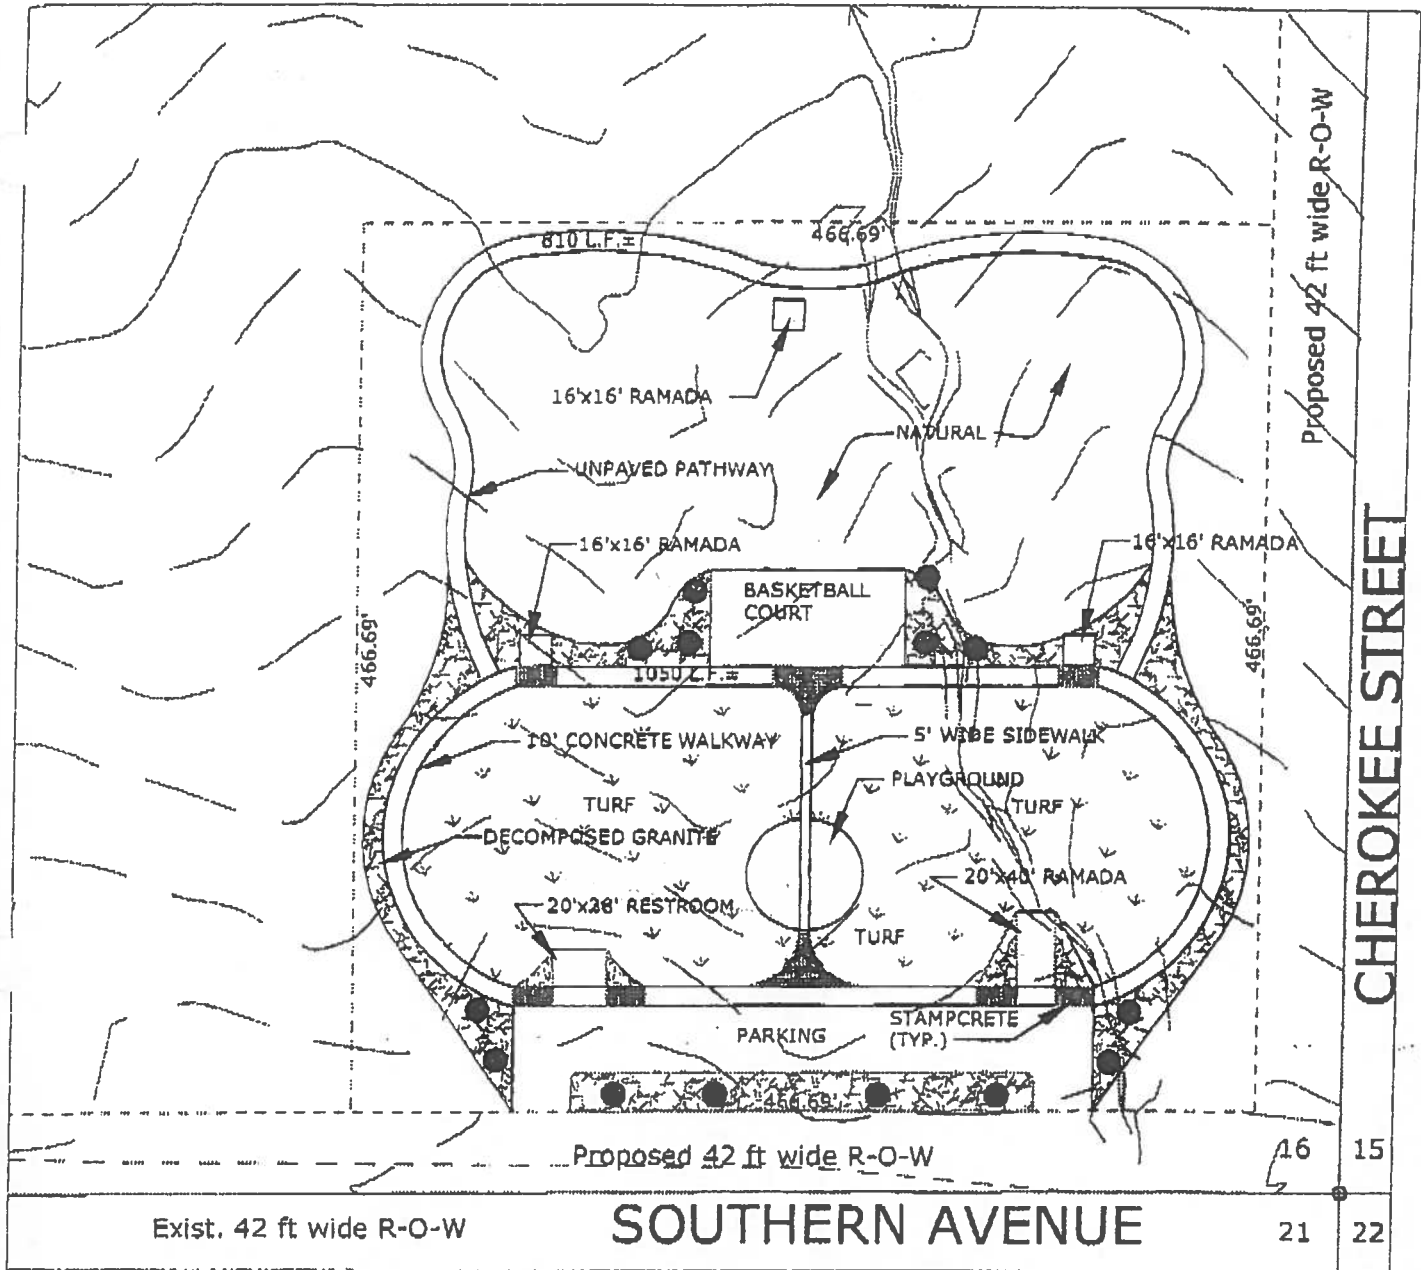 Proposed 42 ft wide R-O-W
810 L.F.±
466.69'
16'x16' RAMADA
NATURAL
UNPAVED PATHWAY
16'x16' RAMADA
16'x16' RAMADA
BASKETBALL
COURT
466.69'
466.69'
CHEROKEE STREET
1050 L.F.±
10' CONCRETE WALKWAY
5' WIDE SIDEWALK
PLAYGROUND
TURF
TURF
DECOMPOSED GRANITE
20'x40' RAMADA
20'x28' RESTROOM
TURF
STAMPCRETE
(TYP.)
PARKING
466.69'
Proposed 42 ft wide R-O-W
16
15
Exist. 42 ft wide R-O-W
SOUTHERN AVENUE
21
22